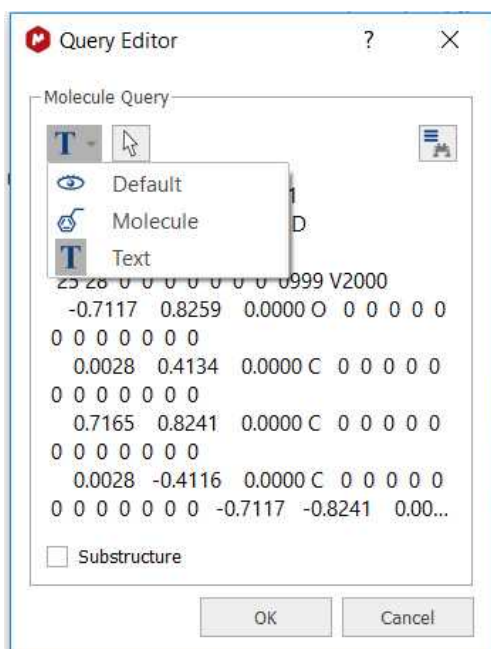 Query Editor ? ×
Molecule Query
T
Default
Molecule
Text
1
D
25 28 0 0 0 0 0 0 0 0999 V2000
-0.7117 0.8259 0.0000 O 0 0 0 0 0
0 0 0 0 0 0 0
0.0028 0.4134 0.0000 C 0 0 0 0 0
0 0 0 0 0 0 0
0.7165 0.8241 0.0000 C 0 0 0 0 0
0 0 0 0 0 0 0
0.0028 -0.4116 0.0000 C 0 0 0 0 0
0 0 0 0 0 0 0 -0.7117 -0.8241 0.00...
Substructure
OK Cancel